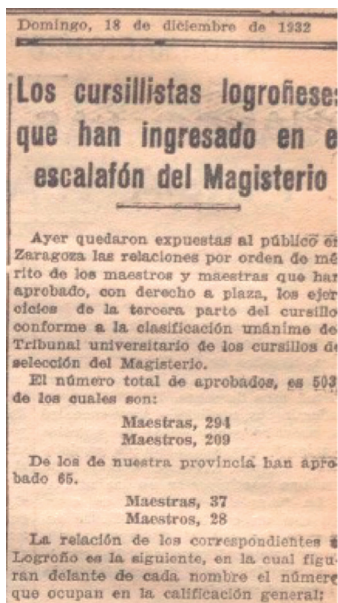 Domingo, 18 de diciembre de 1932
Los cursillistas logroñese
que han ingresado en e
escalafón del Magisterio
Ayer quedaron expuestas al público e
Zaragoza las relaciones por orden de mé
rito de los maestros y maestras que han
aprobado, con derecho a plaza, los ejer
cicios de la tercera parte del cursillo
conforme a la clasificación unánime de
Tribunal universitario de los cursillos de
selección del Magisterio.
El número total de aprobados, es 503
de los cuales son:
Maestras, 294
Maestros, 209
De los de nuestra provincia han apro
bado 65.
Maestras, 37
Maestros, 28
La relación de los correspondientes a
Logroño es la siguiente, en la cual figu
ran delante de cada nombre el número
que ocupan en la calificación general: